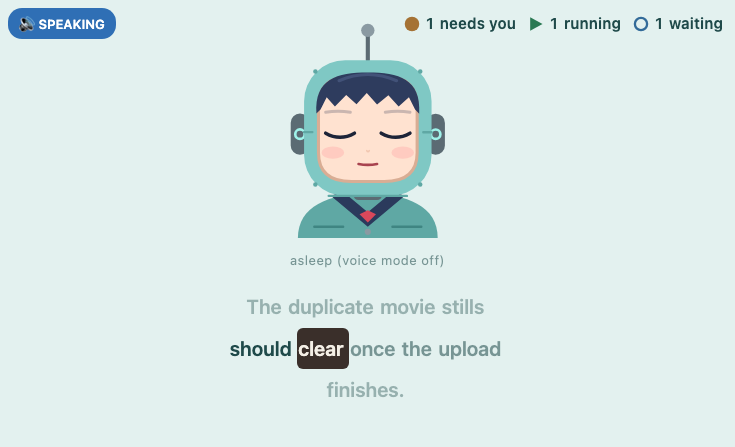 🔊 SPEAKING
1 needs you
1 running
1 waiting
asleep (voice mode off)
The duplicate movie stills
should clear once the upload
finishes.